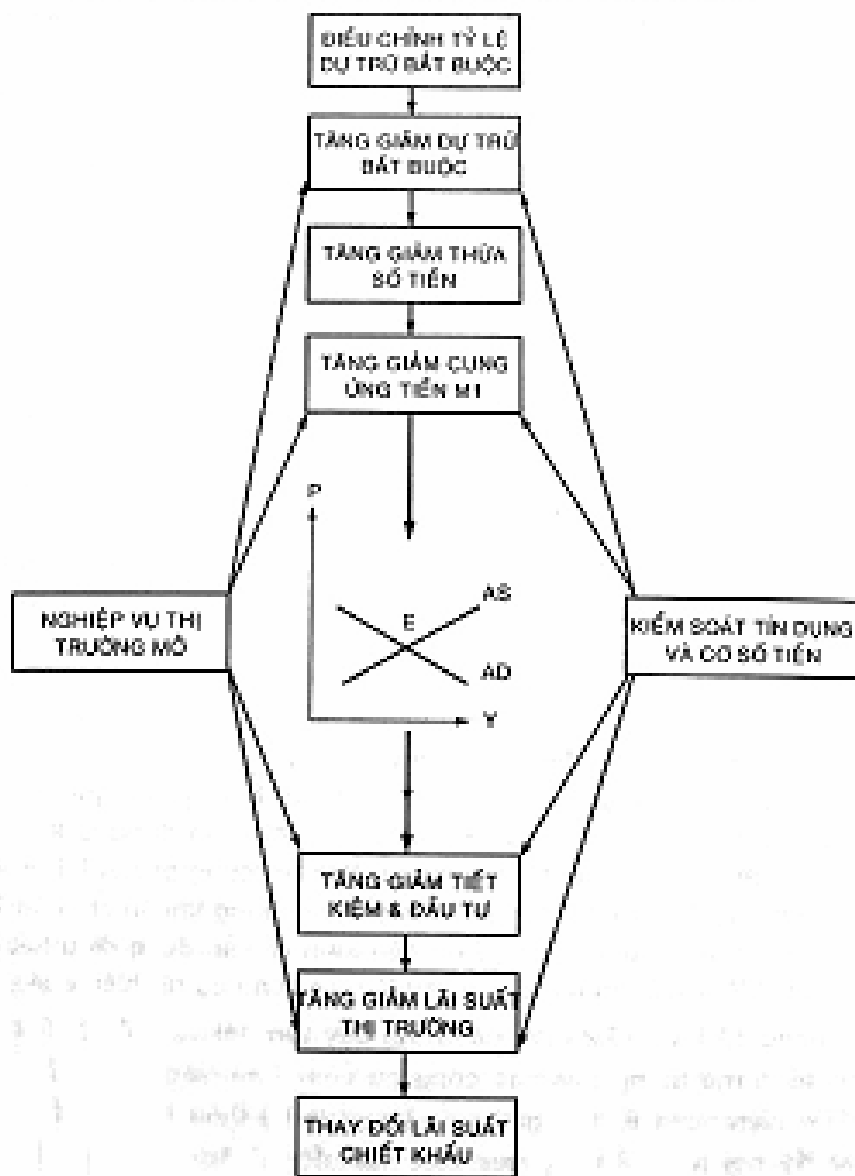 ĐIỀU CHỈNH TỶ LỆ
DỰ TRỮ BẮT BUỘC
TĂNG GIẢM DỰ TRỮ
BẮT BUỘC
TĂNG GIẢM THỪA
SỐ TIỀN
TĂNG GIẢM CUNG
ỨNG TIỀN M1
P
AS
E
AD
Y
NGHIỆP VỤ THỊ
TRƯỜNG MỞ
KIỂM SOÁT TÍN DỤNG
VÀ CƠ SỐ TIỀN
TĂNG GIẢM TIẾT
KIỆM & ĐẦU TƯ
TĂNG GIẢM LÃI SUẤT
THỊ TRƯỜNG
THAY ĐỔI LÃI SUẤT
CHIẾT KHẤU